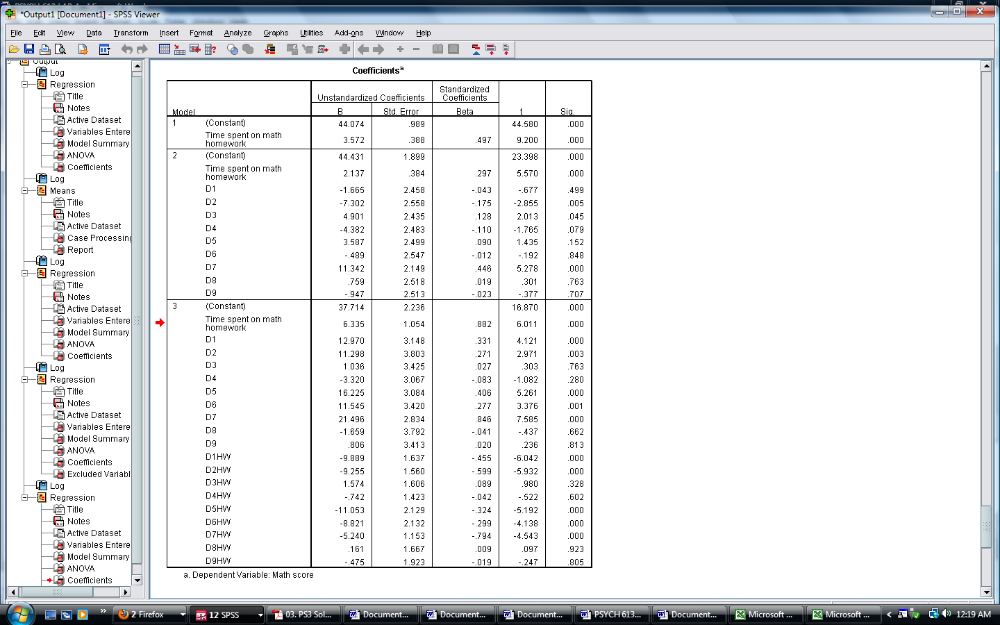 *Output1 [Document1] - SPSS Viewer
File Edit View Data Transform Insert Format Analyze Graphs Utilities Add-ons Window Help
Output
Log
Regression
Title
Notes
Active Dataset
Variables Entere
Model Summary
ANOVA
Coefficients
Log
Means
Title
Notes
Active Dataset
Case Processing
Report
Log
Regression
Title
Notes
Active Dataset
Variables Entere
Model Summary
ANOVA
Coefficients
Log
Regression
Title
Notes
Active Dataset
Variables Entere
Model Summary
ANOVA
Coefficients
Excluded Variabl
Log
Regression
Title
Notes
Active Dataset
Variables Entere
Model Summary
ANOVA
Coefficients
Coefficientsa
Unstandardized Coefficients Standardized Coefficients
Model B Std. Error Beta t Sig.
1 (Constant) 44.074 .989 44.580 .000
Time spent on math homework 3.572 .388 .497 9.200 .000
2 (Constant) 44.431 1.899 23.398 .000
Time spent on math homework 2.137 .384 .297 5.570 .000
D1 -1.665 2.458 -.043 -.677 .499
D2 -7.302 2.558 -.175 -2.855 .005
D3 4.901 2.435 .128 2.013 .045
D4 -4.382 2.483 -.110 -1.765 .079
D5 3.587 2.499 .090 1.435 .152
D6 -.489 2.547 -.012 -.192 .848
D7 11.342 2.149 .446 5.278 .000
D8 .759 2.518 .019 .301 .763
D9 -.947 2.513 -.023 -.377 .707
3 (Constant) 37.714 2.236 16.870 .000
Time spent on math homework 6.335 1.054 .882 6.011 .000
D1 12.970 3.148 .331 4.121 .000
D2 11.298 3.803 .271 2.971 .003
D3 1.036 3.425 .027 .303 .763
D4 -3.320 3.067 -.083 -1.082 .280
D5 16.225 3.084 .406 5.261 .000
D6 11.545 3.420 .277 3.376 .001
D7 21.496 2.834 .846 7.585 .000
D8 -1.659 3.792 -.041 -.437 .662
D9 .806 3.413 .020 .236 .813
D1HW -9.889 1.637 -.455 -6.042 .000
D2HW -9.255 1.560 -.599 -5.932 .000
D3HW 1.574 1.606 .089 .980 .328
D4HW -.742 1.423 -.042 -.522 .602
D5HW -11.053 2.129 -.324 -5.192 .000
D6HW -8.821 2.132 -.299 -4.138 .000
D7HW -5.240 1.153 -.794 -4.543 .000
D8HW .161 1.667 .009 .097 .923
D9HW -.475 1.923 -.019 -.247 .805
a. Dependent Variable: Math score
2 Firefox 12 SPSS 03. PS3 Sol... Document... Document... Document... PSYCH 613... Document... Microsoft ... Microsoft ... 12:19 AM